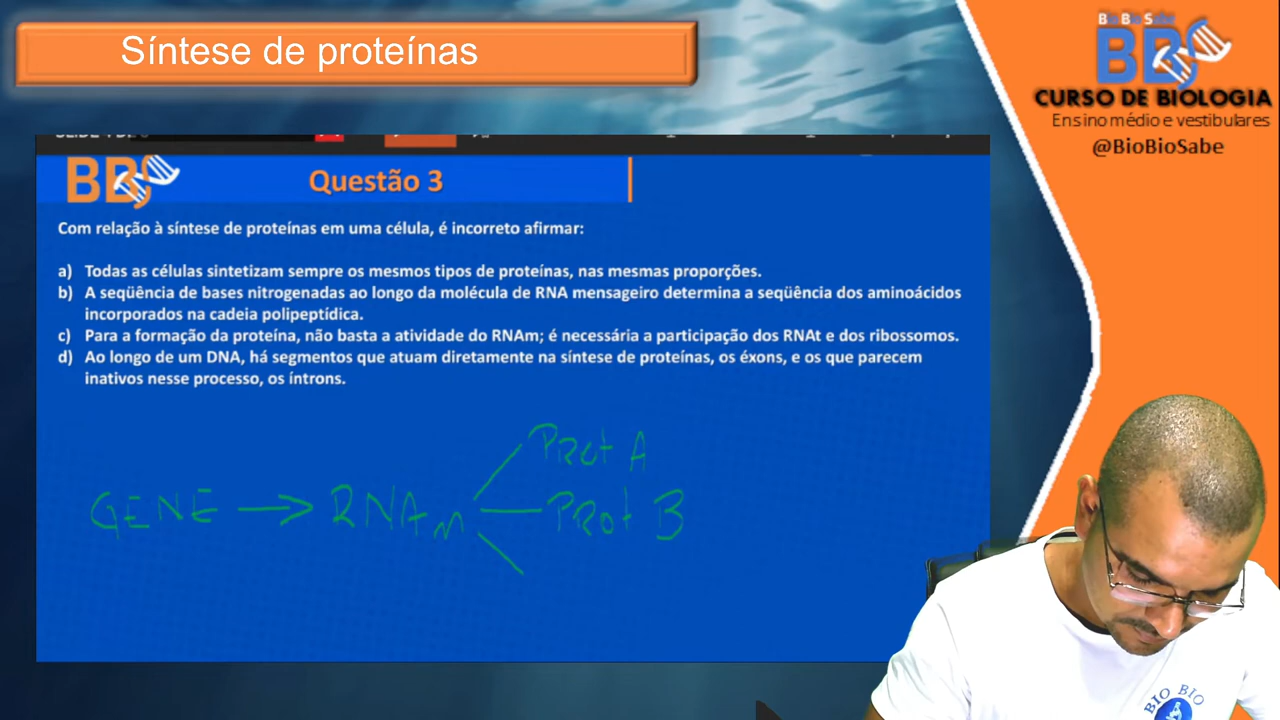 Síntese de proteínas
Bio Bio Sabe
BBS
CURSO DE BIOLOGIA
Ensino médio e vestibulares
@BioBioSabe
BBS
Questão 3
Com relação à síntese de proteínas em uma célula, é incorreto afirmar:
a) Todas as células sintetizam sempre os mesmos tipos de proteínas, nas mesmas proporções.
b) A seqüência de bases nitrogenadas ao longo da molécula de RNA mensageiro determina a seqüência dos aminoácidos
incorporados na cadeia polipeptídica.
c) Para a formação da proteína, não basta a atividade do RNAm; é necessária a participação dos RNAt e dos ribossomos.
d) Ao longo de um DNA, há segmentos que atuam diretamente na síntese de proteínas, os éxons, e os que parecem
inativos nesse processo, os íntrons.
Prot A
GENE → RNAm Prot B
BIO BIO